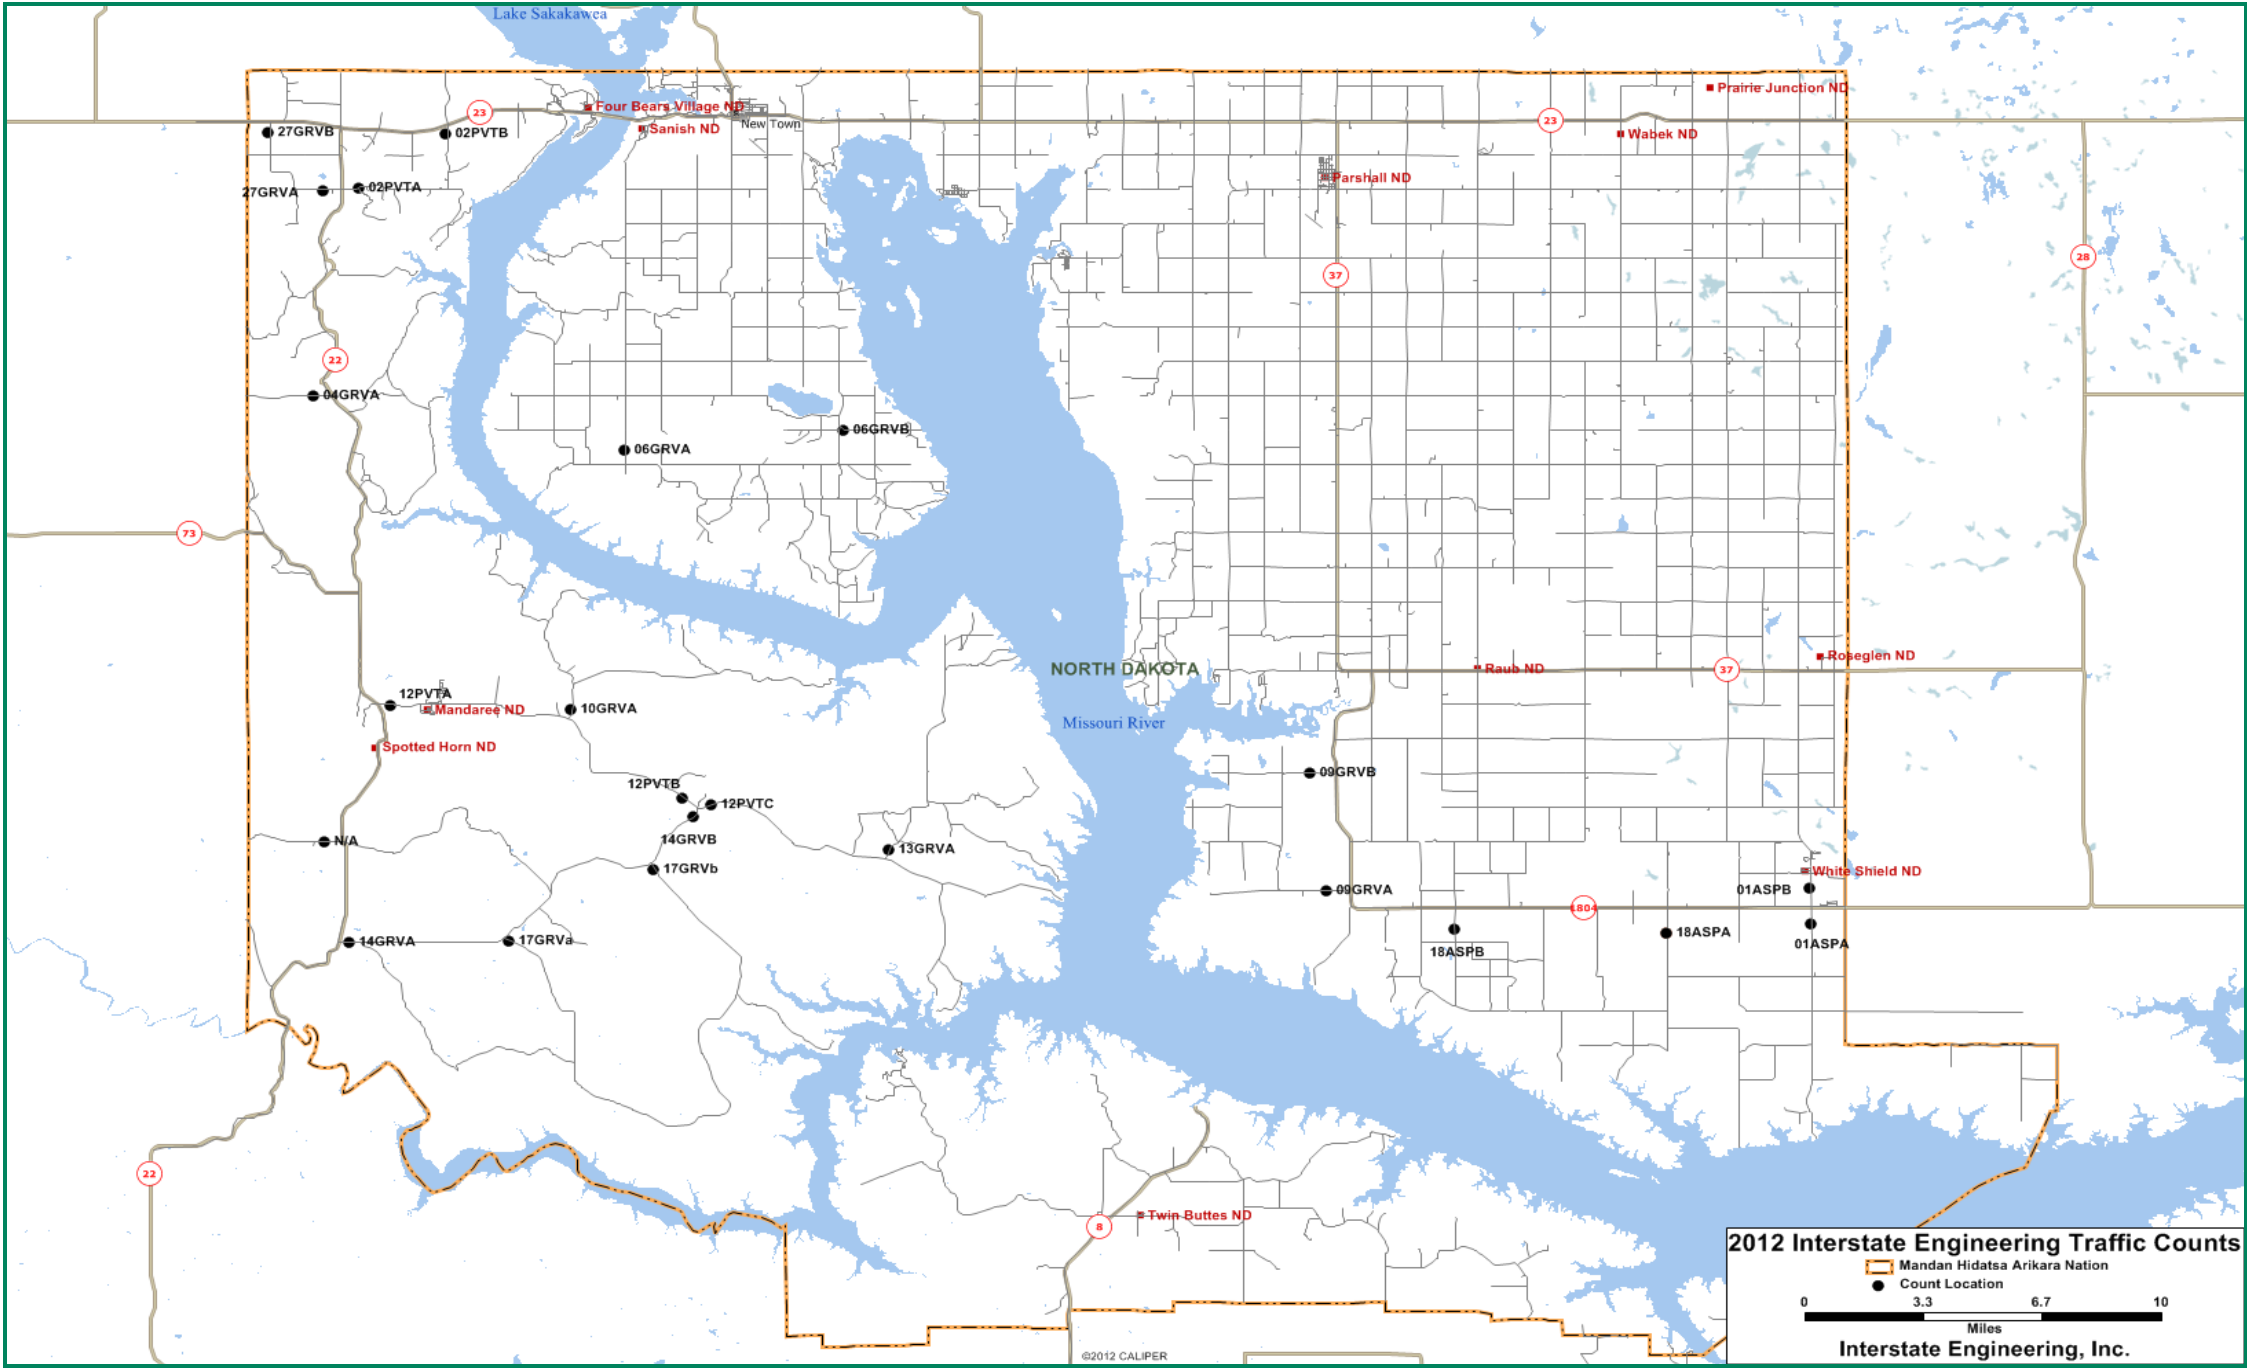 Lake Sakakawea
Prairie Junction ND
Four Bears Village ND
23
New Town
23
27GRVB
02PVTB
Sanish ND
Wabek ND
Parshall ND
27GRVA
02PVTA
28
37
22
04GRVA
06GRVB
06GRVA
73
Roseglen ND
NORTH DAKOTA
Raub ND
37
12PVTA
Mandaree ND
10GRVA
Missouri River
Spotted Horn ND
09GRVB
12PVTB
12PVTC
N/A
14GRVB
13GRVA
17GRVb
White Shield ND
09GRVA
01ASPB
1804
14GRVA
17GRVa
18ASPB
18ASPA
01ASPA
22
Twin Buttes ND
8
2012 Interstate Engineering Traffic Counts
Mandan Hidatsa Arikara Nation
Count Location
0 3.3 6.7 10
Miles
Interstate Engineering, Inc.
©2012 CALIPER